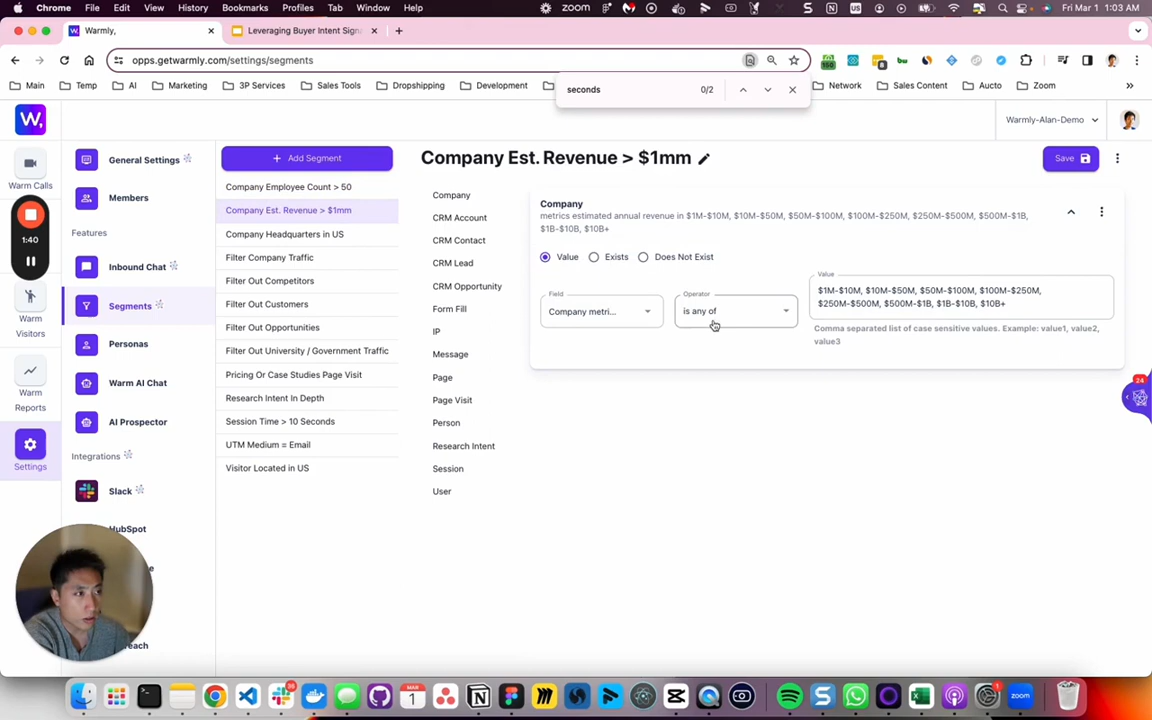 Chrome File Edit View History Bookmarks Profiles Tab Window Help
zoom
Fri Mar 1 1:03 AM
Warmly,
Leveraging Buyer Intent Sign
opps.getwarmly.com/settings/segments
Main Temp AI Marketing 3P Services Sales Tools Dropshipping Development
Network Sales Content Aucto Zoom
seconds 0/2
W,
Warmly-Alan-Demo
Warm Calls
1:40
Warm Visitors
Warm Reports
Settings
General Settings
Members
Features
Inbound Chat
Segments
Personas
Warm AI Chat
AI Prospector
Integrations
Slack
HubSpot
reach
+ Add Segment
Company Employee Count > 50
Company Est. Revenue > $1mm
Company Headquarters in US
Filter Company Traffic
Filter Out Competitors
Filter Out Customers
Filter Out Opportunities
Filter Out University / Government Traffic
Pricing Or Case Studies Page Visit
Research Intent In Depth
Session Time > 10 Seconds
UTM Medium = Email
Visitor Located in US
Company Est. Revenue > $1mm
Save
Company
CRM Account
CRM Contact
CRM Lead
CRM Opportunity
Form Fill
IP
Message
Page
Page Visit
Person
Research Intent
Session
User
Company
metrics estimated annual revenue in $1M-$10M, $10M-$50M, $50M-$100M, $100M-$250M, $250M-$500M, $500M-$1B,
$1B-$10B, $10B+
Value Exists Does Not Exist
Field
Company metri...
Operator
is any of
Value
$1M-$10M, $10M-$50M, $50M-$100M, $100M-$250M,
$250M-$500M, $500M-$1B, $1B-$10B, $10B+
Comma separated list of case sensitive values. Example: value1, value2,
value3
24